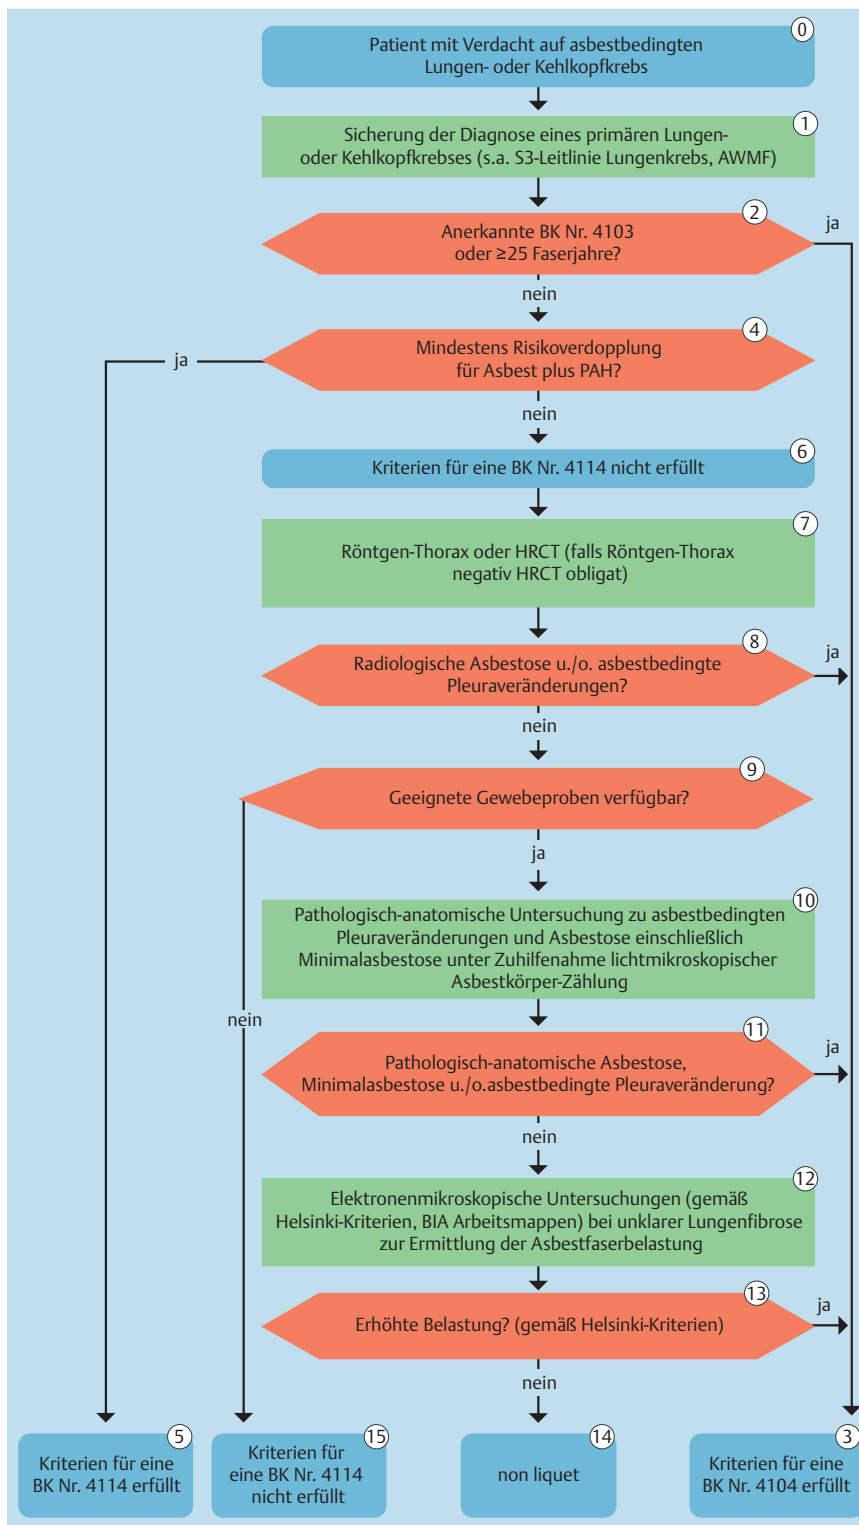 0
Patient mit Verdacht auf asbestbedingten
Lungen- oder Kehlkopfkrebs
1
Sicherung der Diagnose eines primären Lungen-
oder Kehlkopfkrebses (s.a. S3-Leitlinie Lungenkrebs, AWMF)
2
ja
Anerkannte BK Nr. 4103
oder ≥25 Faserjahre?
nein
4
ja
Mindestens Risikoverdopplung
für Asbest plus PAH?
nein
6
Kriterien für eine BK Nr. 4114 nicht erfüllt
7
Röntgen-Thorax oder HRCT (falls Röntgen-Thorax
negativ HRCT obligat)
8
ja
Radiologische Asbestose u./o. asbestbedingte
Pleuraveränderungen?
nein
9
Geeignete Gewebeproben verfügbar?
ja
10
Pathologisch-anatomische Untersuchung zu asbestbedingten
Pleuraveränderungen und Asbestose einschließlich
Minimalasbestose unter Zuhilfenahme lichtmikroskopischer
Asbestkörper-Zählung
nein
11
ja
Pathologisch-anatomische Asbestose,
Minimalasbestose u./o.asbestbedingte Pleuraveränderung?
nein
12
Elektronenmikroskopische Untersuchungen (gemäß
Helsinki-Kriterien, BIA Arbeitsmappen) bei unklarer Lungenfibrose
zur Ermittlung der Asbestfaserbelastung
13
ja
Erhöhte Belastung? (gemäß Helsinki-Kriterien)
nein
5
Kriterien für eine
BK Nr. 4114 erfüllt
15
Kriterien für
eine BK Nr. 4114
nicht erfüllt
14
non liquet
3
Kriterien für eine
BK Nr. 4104 erfüllt